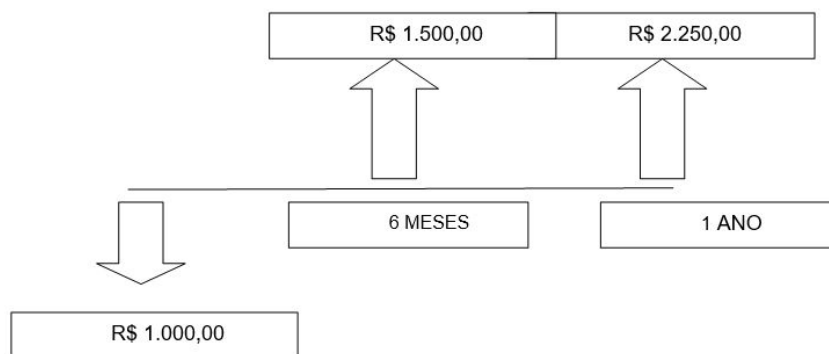 R$ 1.500,00
R$ 2.250,00
6 MESES
1 ANO
R$ 1.000,00